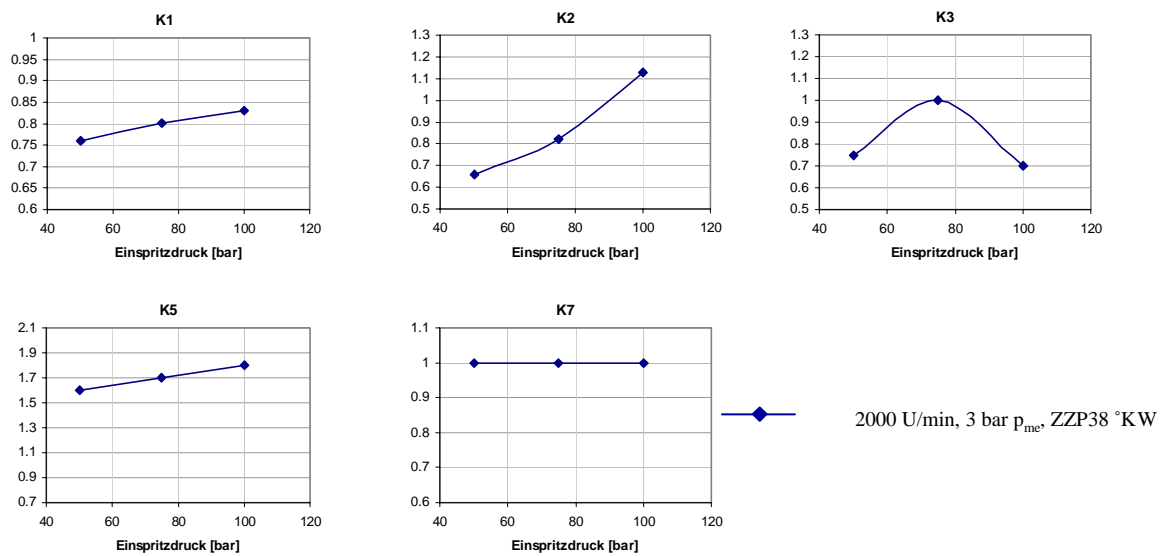 K1
1
0.95
0.9
0.85
0.8
0.75
0.7
0.65
0.6
40 60 80 100 120
Einspritzdruck [bar]
K2
1.3
1.2
1.1
1
0.9
0.8
0.7
0.6
0.5
40 60 80 100 120
Einspritzdruck [bar]
K3
1.3
1.2
1.1
1
0.9
0.8
0.7
0.6
0.5
40 60 80 100 120
Einspritzdruck [bar]
K5
2.1
1.9
1.7
1.5
1.3
1.1
0.9
0.7
40 60 80 100 120
Einspritzdruck [bar]
K7
1.1
1
0.9
0.8
0.7
0.6
40 60 80 100 120
Einspritzdruck [bar]
2000 U/min, 3 bar pme, ZZP38 °KW